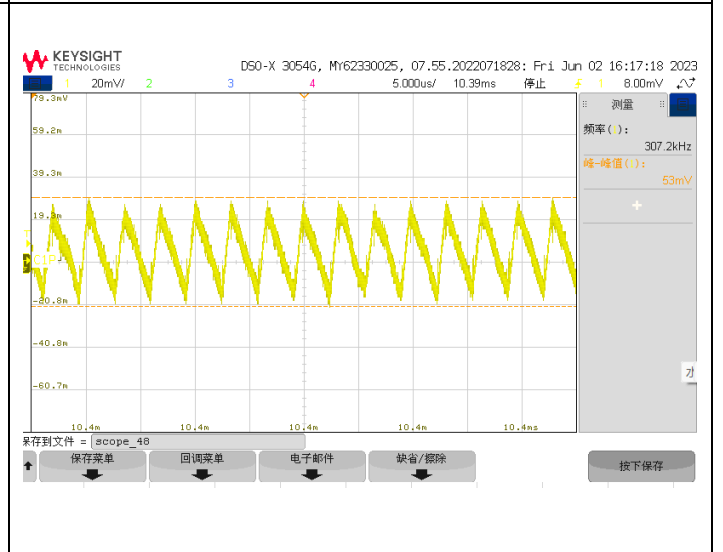 KEYSIGHT
TECHNOLOGIES
DSO-X 3054G, MY62330025, 07.55.2022071828: Fri Jun 02 16:17:18 2023
1 20mV/ 2 3 4 5.000us/ 10.39ms 停止 1 8.00mV
79.3mV
59.2m
39.3m
19.3m
-20.8m
-40.8m
-60.7m
10.4m 10.4m 10.4m 10.4m 10.4ms
测量
频率(1):
307.2kHz
峰-峰值(1):
53mV
+
保存到文件 = scope_48
保存菜单 回调菜单 电子邮件 缺省/擦除 按下保存